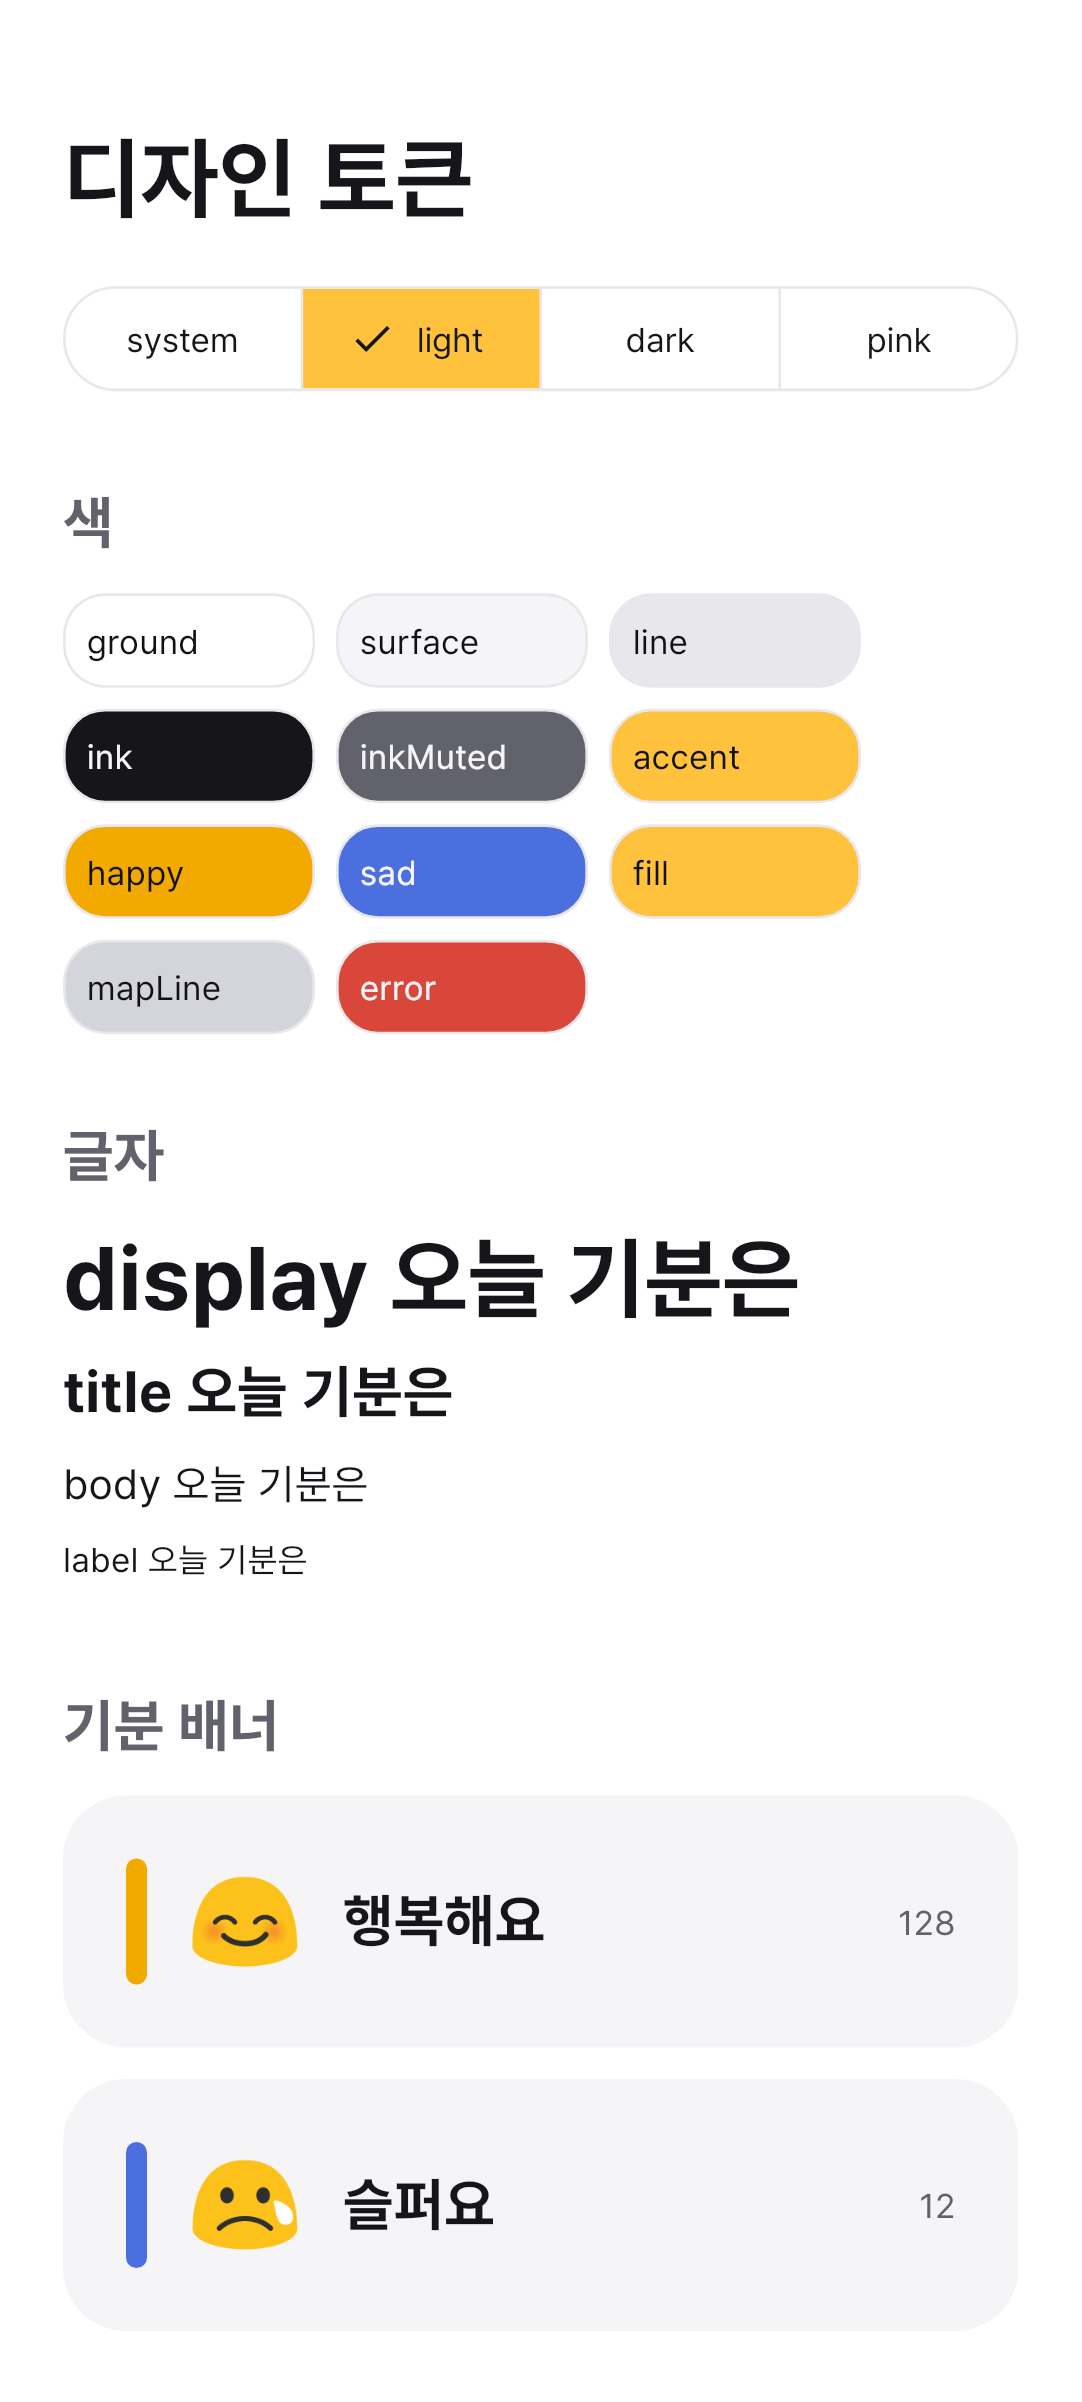 디자인 토큰
system light dark pink
색
ground surface line
ink inkMuted accent
happy sad fill
mapLine error
글자
display 오늘 기분은
title 오늘 기분은
body 오늘 기분은
label 오늘 기분은
기분 배너
행복해요 128
슬퍼요 12